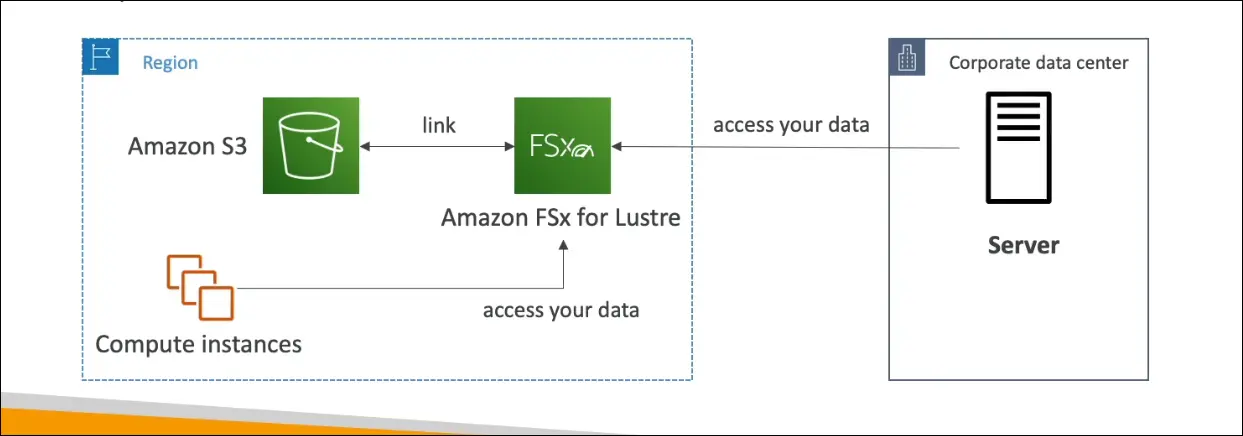 Region
Corporate data center
Amazon S3
link
FSx
access your data
Amazon FSx for Lustre
Server
access your data
Compute instances